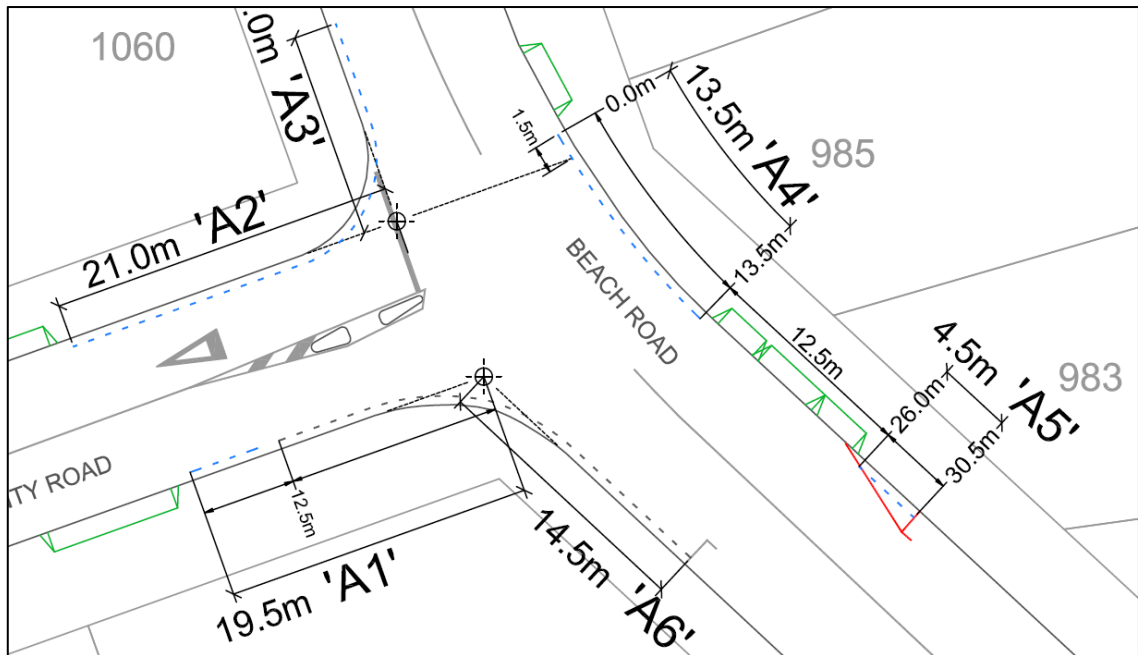 1060
.0m 'A3'
0.0m
13.5m 'A4'
1.5m
985
21.0m 'A2'
BEACH ROAD
13.5m
12.5m
4.5m 'A5'
983
26.0m
30.5m
ITY ROAD
12.5m
19.5m 'A1'
14.5m 'A6'